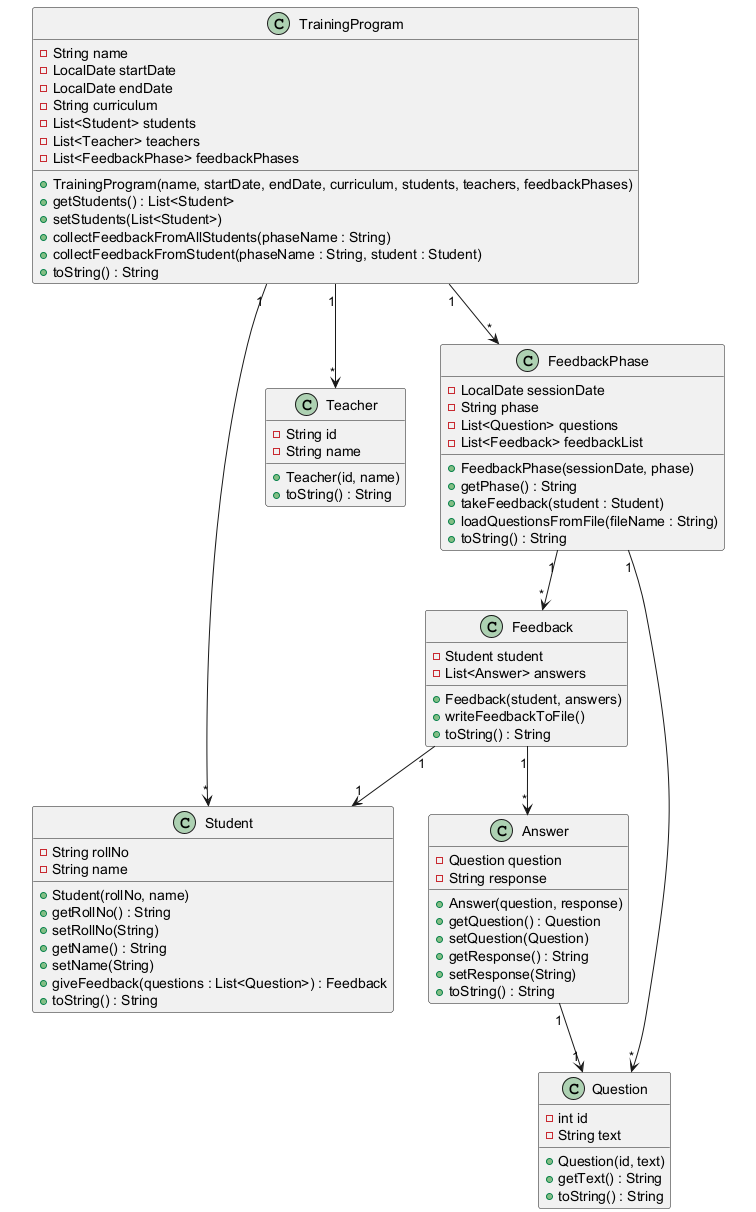 C TrainingProgram
String name
LocalDate startDate
LocalDate endDate
String curriculum
List<Student> students
List<Teacher> teachers
List<FeedbackPhase> feedbackPhases
TrainingProgram(name, startDate, endDate, curriculum, students, teachers, feedbackPhases)
getStudents() : List<Student>
setStudents(List<Student>)
collectFeedbackFromAllStudents(phaseName : String)
collectFeedbackFromStudent(phaseName : String, student : Student)
toString() : String
1
1
1
*
*
C Teacher
String id
String name
Teacher(id, name)
toString() : String
C FeedbackPhase
LocalDate sessionDate
String phase
List<Question> questions
List<Feedback> feedbackList
FeedbackPhase(sessionDate, phase)
getPhase() : String
takeFeedback(student : Student)
loadQuestionsFromFile(fileName : String)
toString() : String
1
1
*
C Feedback
Student student
List<Answer> answers
Feedback(student, answers)
writeFeedbackToFile()
toString() : String
1
1
*
1
*
C Student
String rollNo
String name
Student(rollNo, name)
getRollNo() : String
setRollNo(String)
getName() : String
setName(String)
giveFeedback(questions : List<Question>) : Feedback
toString() : String
C Answer
Question question
String response
Answer(question, response)
getQuestion() : Question
setQuestion(Question)
getResponse() : String
setResponse(String)
toString() : String
1
1
*
C Question
int id
String text
Question(id, text)
getText() : String
toString() : String